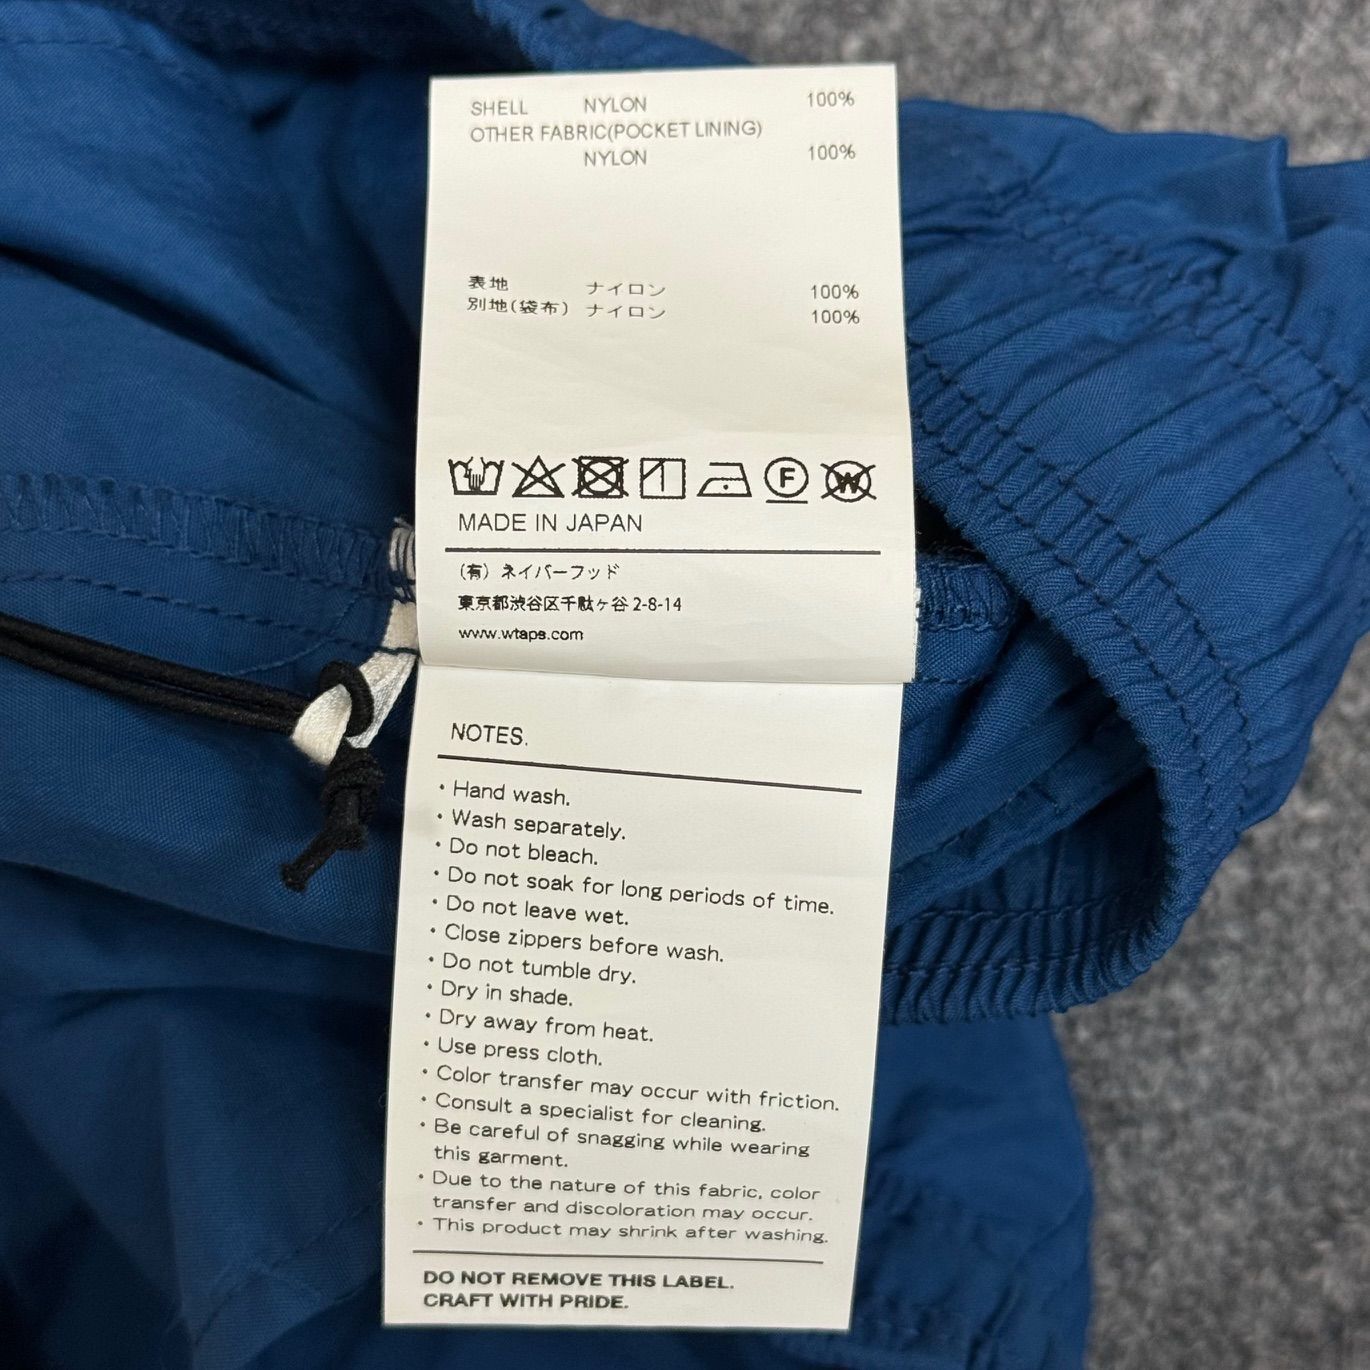 SHELL NYLON 100%
OTHER FABRIC(POCKET LINING)
NYLON 100%
表地 ナイロン 100%
別地(袋布) ナイロン 100%
F W
MADE IN JAPAN
(有) ネイバーフッド
東京都渋谷区千駄ヶ谷 2-8-14
www.wtaps.com
NOTES.
・Hand wash.
・Wash separately.
・Do not bleach.
・Do not soak for long periods of time.
・Do not leave wet.
・Close zippers before wash.
・Do not tumble dry.
・Dry in shade.
・Dry away from heat.
・Use press cloth.
・Color transfer may occur with friction.
・Consult a specialist for cleaning.
・Be careful of snagging while wearing
this garment.
・Due to the nature of this fabric, color
transfer and discoloration may occur.
・This product may shrink after washing.
DO NOT REMOVE THIS LABEL.
CRAFT WITH PRIDE.